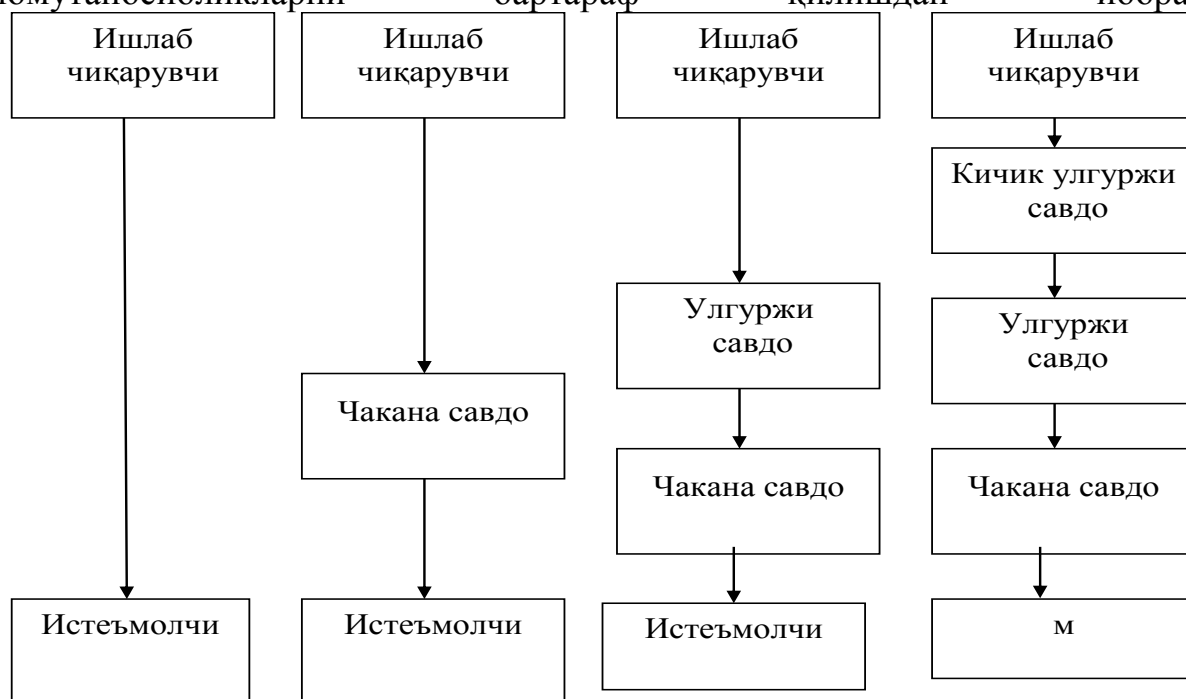 бартараф қилишдан
Ишлаб
чиқарувчи
Истеъмолчи
Ишлаб
чиқарувчи
Чакана савдо
Истеъмолчи
Ишлаб
чиқарувчи
Улгуржи
савдо
Чакана савдо
Истеъмолчи
Ишлаб
чиқарувчи
Кичик улгуржи
савдо
Улгуржи
савдо
Чакана савдо
м